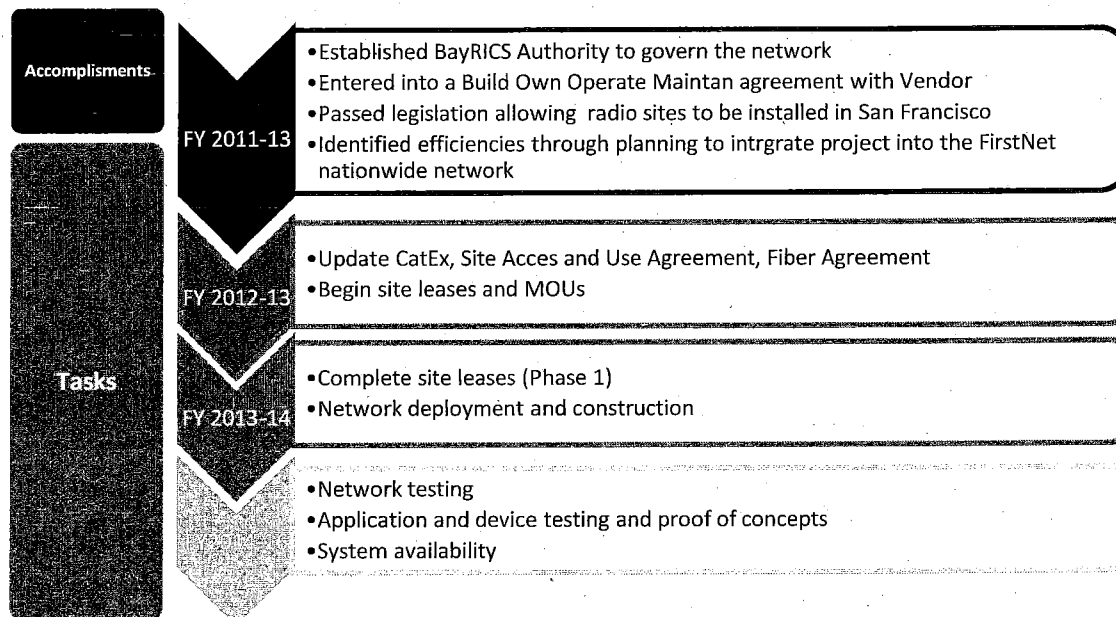 Accomplisments
FY 2011-13
•Established BayRICS Authority to govern the network
•Entered into a Build Own Operate Maintan agreement with Vendor
•Passed legislation allowing radio sites to be installed in San Francisco
•Identified efficiencies through planning to intrgrate project into the FirstNet
nationwide network
Tasks
FY 2012-13
•Update CatEx, Site Acces and Use Agreement, Fiber Agreement
•Begin site leases and MOUs
FY 2013-14
•Complete site leases (Phase 1)
•Network deployment and construction
•Network testing
•Application and device testing and proof of concepts
•System availability